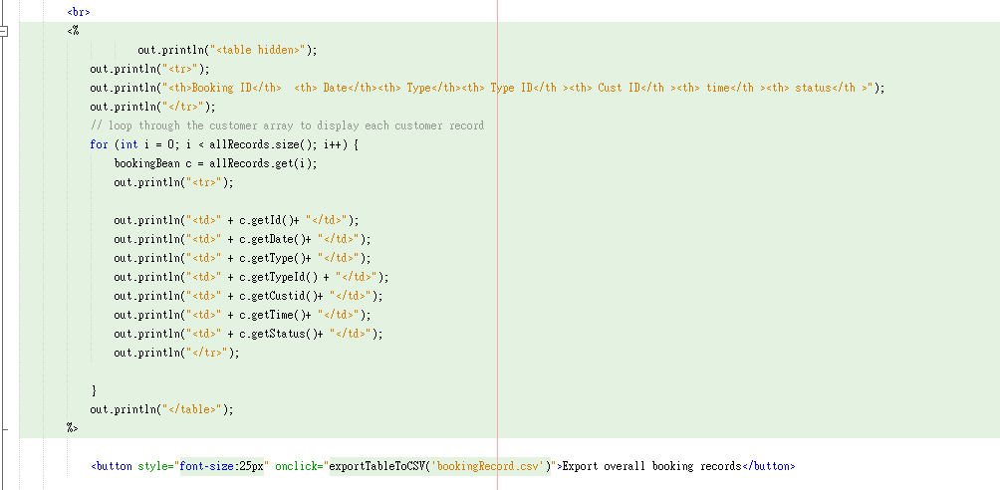 <br>
<%
out.println("<table hidden>");
out.println("<tr>");
out.println("<th>Booking ID</th>  <th> Date</th><th> Type</th><th> Type ID</th ><th> Cust ID</th ><th> time</th ><th> status</th >");
out.println("</tr>");
// loop through the customer array to display each customer record
for (int i = 0; i < allRecords.size(); i++) {
bookingBean c = allRecords.get(i);
out.println("<tr>");
out.println("<td>" + c.getId()+ "</td>");
out.println("<td>" + c.getDate()+ "</td>");
out.println("<td>" + c.getType()+ "</td>");
out.println("<td>" + c.getTypeId() + "</td>");
out.println("<td>" + c.getCustid()+ "</td>");
out.println("<td>" + c.getTime()+ "</td>");
out.println("<td>" + c.getStatus()+ "</td>");
out.println("</tr>");
}
out.println("</table>");
%>
<button style="font-size:25px" onclick="exportTableToCSV('bookingRecord.csv')">Export overall booking records</button>